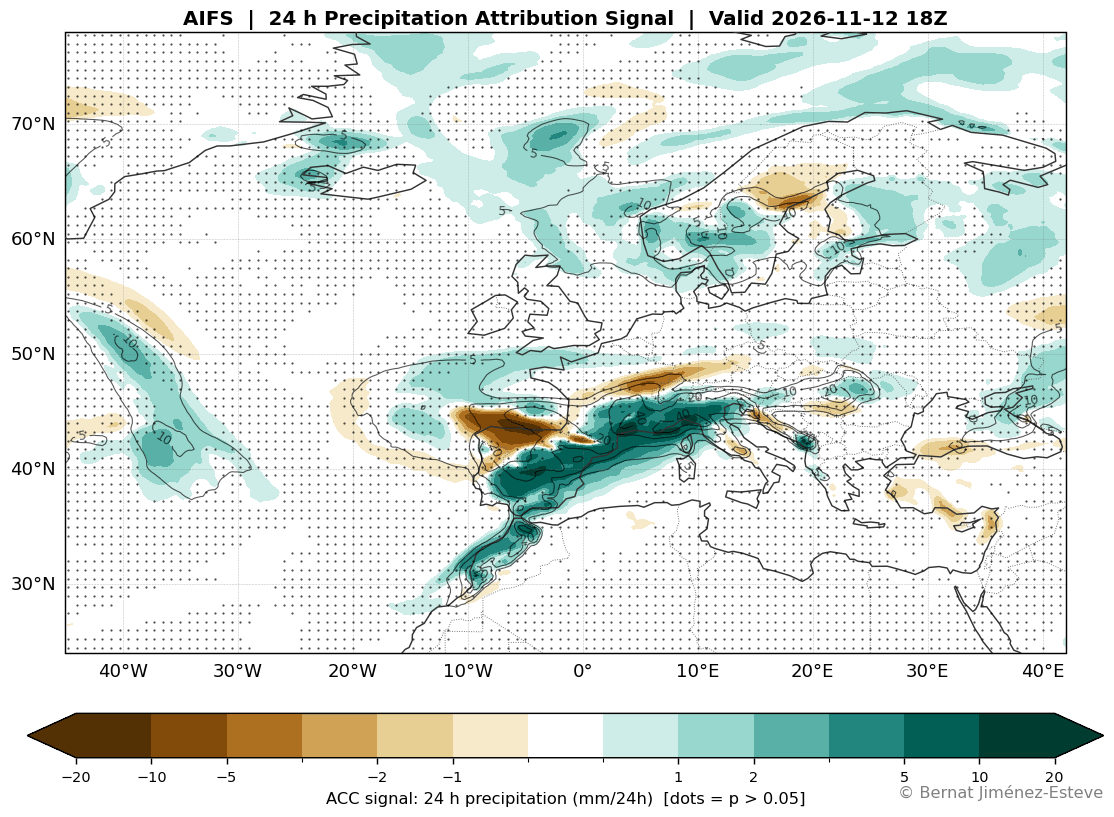 AIFS | 24 h Precipitation Attribution Signal | Valid 2026-11-12 18Z
70°N
60°N
50°N
40°N
30°N
40°W 30°W 20°W 10°W 0° 10°E 20°E 30°E 40°E
−20 −10 −5 −2 −1 1 2 5 10 20
ACC signal: 24 h precipitation (mm/24h) [dots = p > 0.05]
© Bernat Jiménez-Esteve